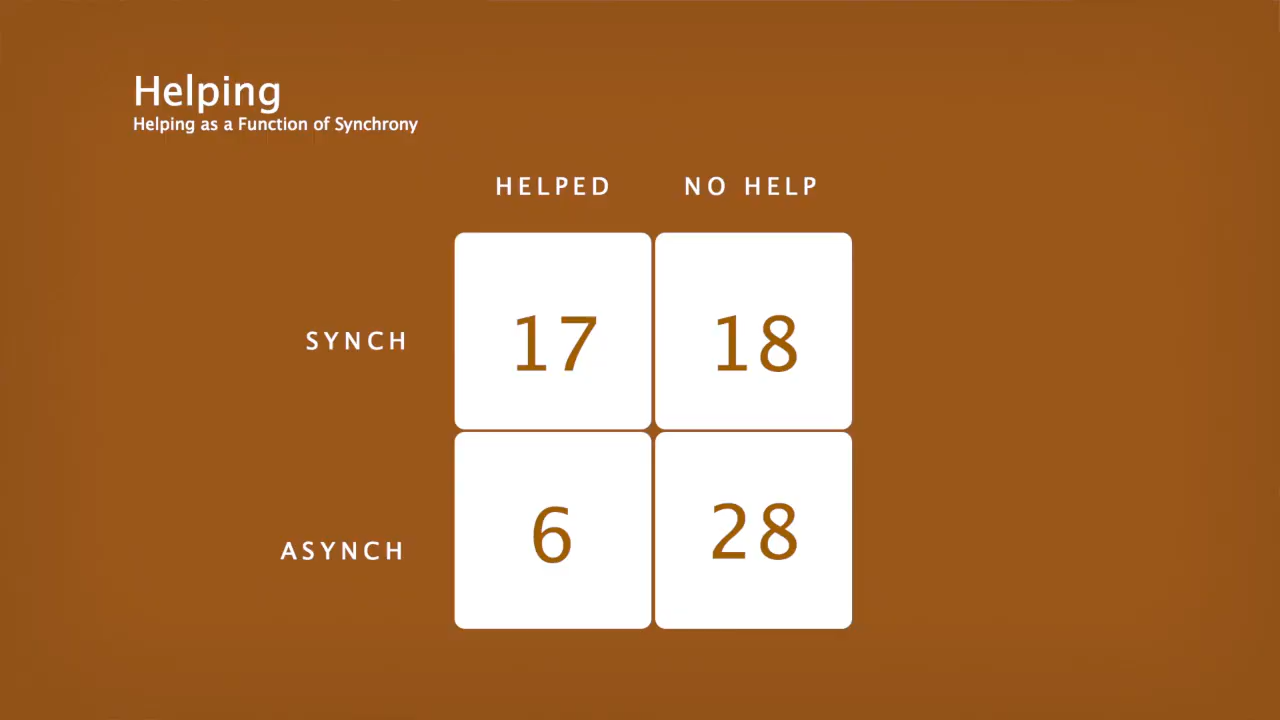 Helping
Helping as a Function of Synchrony
HELPED NO HELP
SYNCH 17 18
ASYNCH 6 28